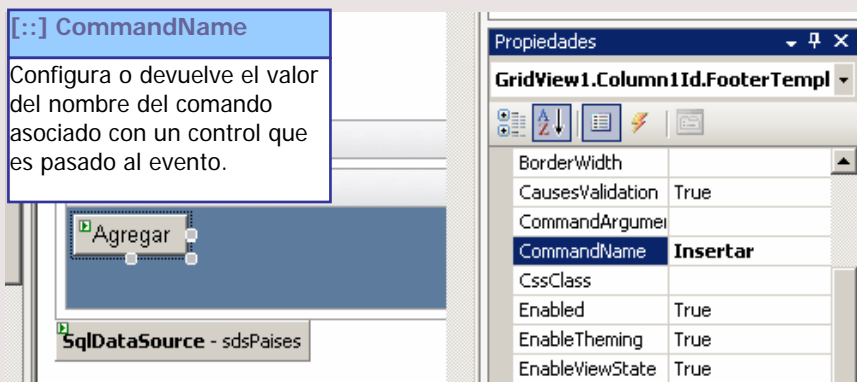 [::] CommandName
Configura o devuelve el valor
del nombre del comando
asociado con un control que
es pasado al evento.
Agregar
SqlDataSource - sdsPaises
Propiedades
GridView1.Column1Id.FooterTempl
BorderWidth
CausesValidation True
CommandArgumer
CommandName Insertar
CssClass
Enabled True
EnableTheming True
EnableViewState True